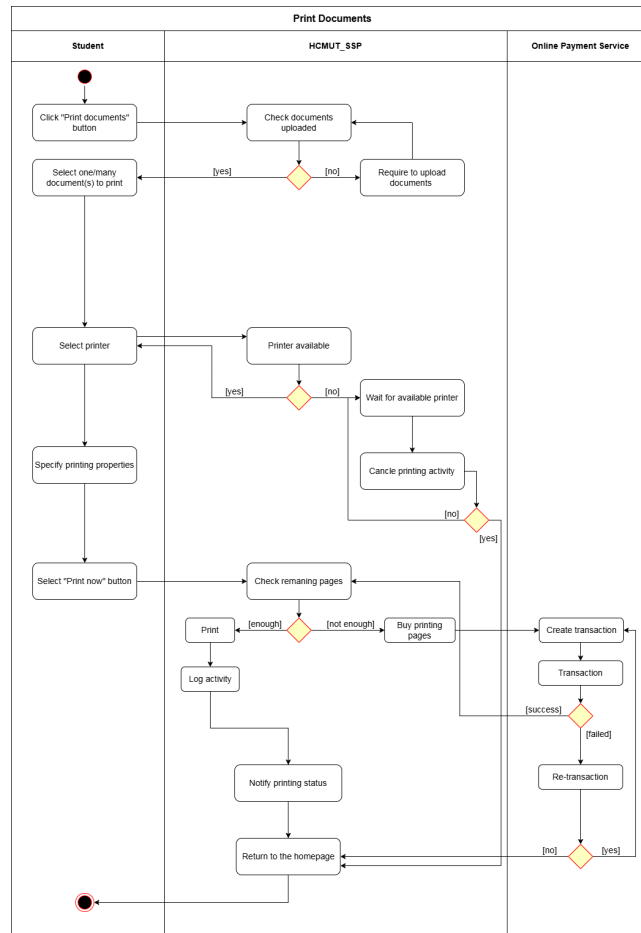 Print Documents
Student
HCMUT_SSP
Online Payment Service
Click "Print documents"
button
Check documents
uploaded
Select one/many
document(s) to print
[yes]
[no]
Require to upload
documents
Select printer
Printer available
[yes]
[no]
Wait for available printer
Specify printing properties
Cancle printing activity
[no]
[yes]
Select "Print now" button
Check remaning pages
Print
[enough]
[not enough]
Buy printing
pages
Create transaction
Log activity
Transaction
[success]
[failed]
Notify printing status
Re-transaction
Return to the homepage
[no]
[yes]